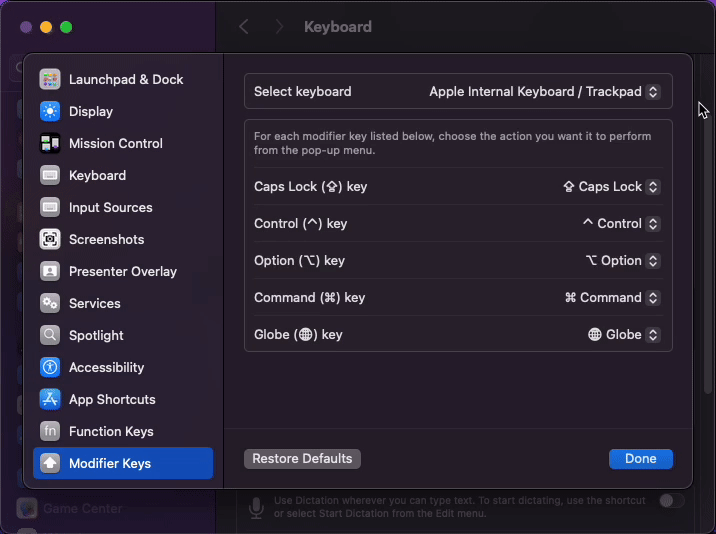 Keyboard
Launchpad & Dock
Display
Mission Control
Keyboard
Input Sources
Screenshots
Presenter Overlay
Services
Spotlight
Accessibility
App Shortcuts
fn Function Keys
Modifier Keys
Game Center
Select keyboard Apple Internal Keyboard / Trackpad
For each modifier key listed below, choose the action you want it to perform
from the pop-up menu.
Caps Lock (⇪) key ⇪ Caps Lock
Control (^) key ^ Control
Option (⌥) key ⌥ Option
Command (⌘) key ⌘ Command
Globe (🌐) key 🌐 Globe
Restore Defaults Done
Use Dictation wherever you can type text. To start dictating, use the shortcut
or select Start Dictation from the Edit menu.